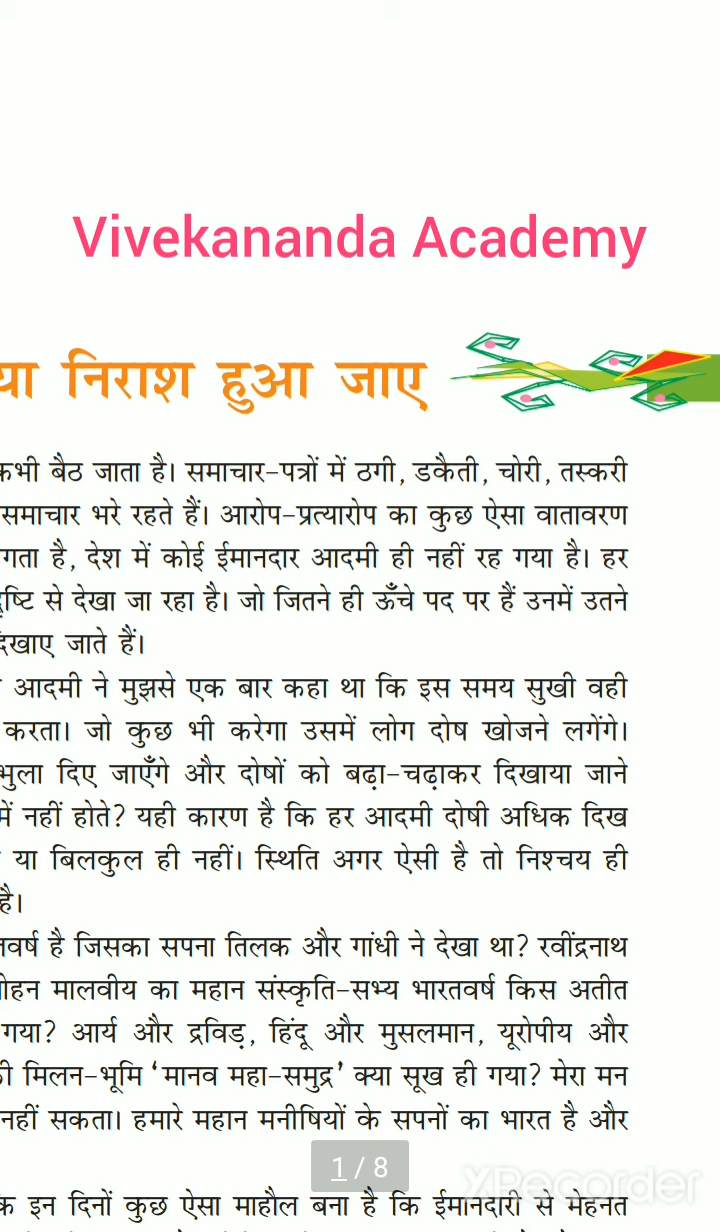 Vivekananda Academy
या निराश हुआ जाए
कभी बैठ जाता है। समाचार-पत्रों में ठगी, डकैती, चोरी, तस्करी
समाचार भरे रहते हैं। आरोप-प्रत्यारोप का कुछ ऐसा वातावरण
गता है, देश में कोई ईमानदार आदमी ही नहीं रह गया है। हर
दृष्टि से देखा जा रहा है। जो जितने ही ऊँचे पद पर हैं उनमें उतने
दिखाए जाते हैं।
आदमी ने मुझसे एक बार कहा था कि इस समय सुखी वही
करता। जो कुछ भी करेगा उसमें लोग दोष खोजने लगेंगे।
भुला दिए जाएँगे और दोषों को बढ़ा-चढ़ाकर दिखाया जाने
में नहीं होते? यही कारण है कि हर आदमी दोषी अधिक दिख
या बिलकुल ही नहीं। स्थिति अगर ऐसी है तो निश्चय ही
है।
तवर्ष है जिसका सपना तिलक और गांधी ने देखा था? रवींद्रनाथ
मोहन मालवीय का महान संस्कृति-सभ्य भारतवर्ष किस अतीत
गया? आर्य और द्रविड़, हिंदू और मुसलमान, यूरोपीय और
की मिलन-भूमि ‘मानव महा-समुद्र’ क्या सूख ही गया? मेरा मन
नहीं सकता। हमारे महान मनीषियों के सपनों का भारत है और
1 / 8
क इन दिनों कुछ ऐसा माहौल बना है कि ईमानदारी से मेहनत
XRecorder